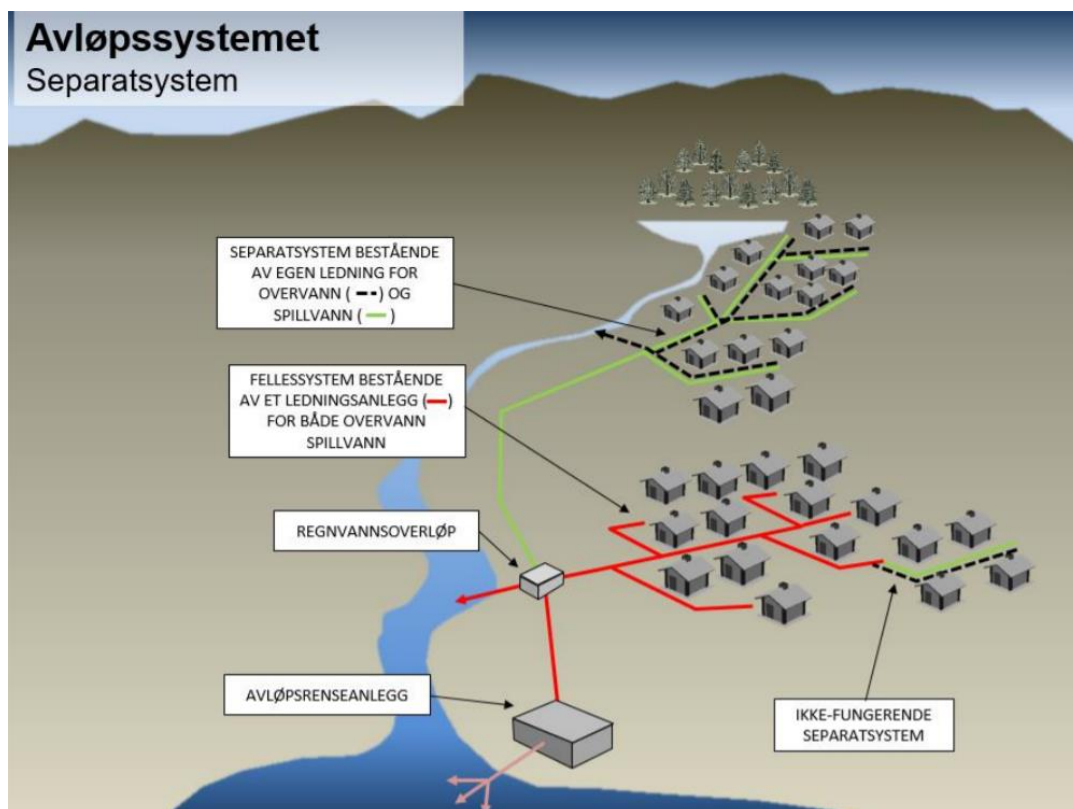 Avløpssystemet
Separatsystem
SEPARATSYSTEM BESTÅENDE
AV EGEN LEDNING FOR
OVERVANN ( ) OG
SPILLVANN ( )
FELLESSYSTEM BESTÅENDE
AV ET LEDNINGSANLEGG ( )
FOR BÅDE OVERVANN
SPILLVANN
REGNVANNSOVERLØP
AVLØPSRENSEANLEGG
IKKE-FUNGERENDE
SEPARATSYSTEM